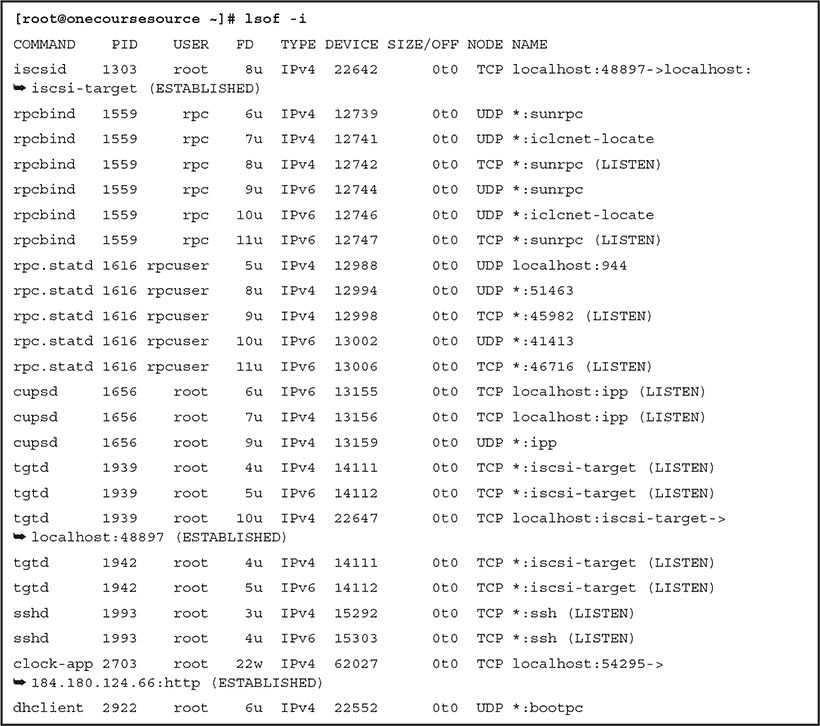 [root@onecoursesource ~]# lsof -i
COMMAND PID USER FD TYPE DEVICE SIZE/OFF NODE NAME
iscsid 1303 root 8u IPv4 22642 0t0 TCP localhost:48897->localhost:
➥ iscsi-target (ESTABLISHED)
rpcbind 1559 rpc 6u IPv4 12739 0t0 UDP *:sunrpc
rpcbind 1559 rpc 7u IPv4 12741 0t0 UDP *:iclcnet-locate
rpcbind 1559 rpc 8u IPv4 12742 0t0 TCP *:sunrpc (LISTEN)
rpcbind 1559 rpc 9u IPv6 12744 0t0 UDP *:sunrpc
rpcbind 1559 rpc 10u IPv6 12746 0t0 UDP *:iclcnet-locate
rpcbind 1559 rpc 11u IPv6 12747 0t0 TCP *:sunrpc (LISTEN)
rpc.statd 1616 rpcuser 5u IPv4 12988 0t0 UDP localhost:944
rpc.statd 1616 rpcuser 8u IPv4 12994 0t0 UDP *:51463
rpc.statd 1616 rpcuser 9u IPv4 12998 0t0 TCP *:45982 (LISTEN)
rpc.statd 1616 rpcuser 10u IPv6 13002 0t0 UDP *:41413
rpc.statd 1616 rpcuser 11u IPv6 13006 0t0 TCP *:46716 (LISTEN)
cupsd 1656 root 6u IPv6 13155 0t0 TCP localhost:ipp (LISTEN)
cupsd 1656 root 7u IPv4 13156 0t0 TCP localhost:ipp (LISTEN)
cupsd 1656 root 9u IPv4 13159 0t0 UDP *:ipp
tgtd 1939 root 4u IPv4 14111 0t0 TCP *:iscsi-target (LISTEN)
tgtd 1939 root 5u IPv6 14112 0t0 TCP *:iscsi-target (LISTEN)
tgtd 1939 root 10u IPv4 22647 0t0 TCP localhost:iscsi-target->
➥ localhost:48897 (ESTABLISHED)
tgtd 1942 root 4u IPv4 14111 0t0 TCP *:iscsi-target (LISTEN)
tgtd 1942 root 5u IPv6 14112 0t0 TCP *:iscsi-target (LISTEN)
sshd 1993 root 3u IPv4 15292 0t0 TCP *:ssh (LISTEN)
sshd 1993 root 4u IPv6 15303 0t0 TCP *:ssh (LISTEN)
clock-app 2703 root 22w IPv4 62027 0t0 TCP localhost:54295->
➥ 184.180.124.66:http (ESTABLISHED)
dhclient 2922 root 6u IPv4 22552 0t0 UDP *:bootpc